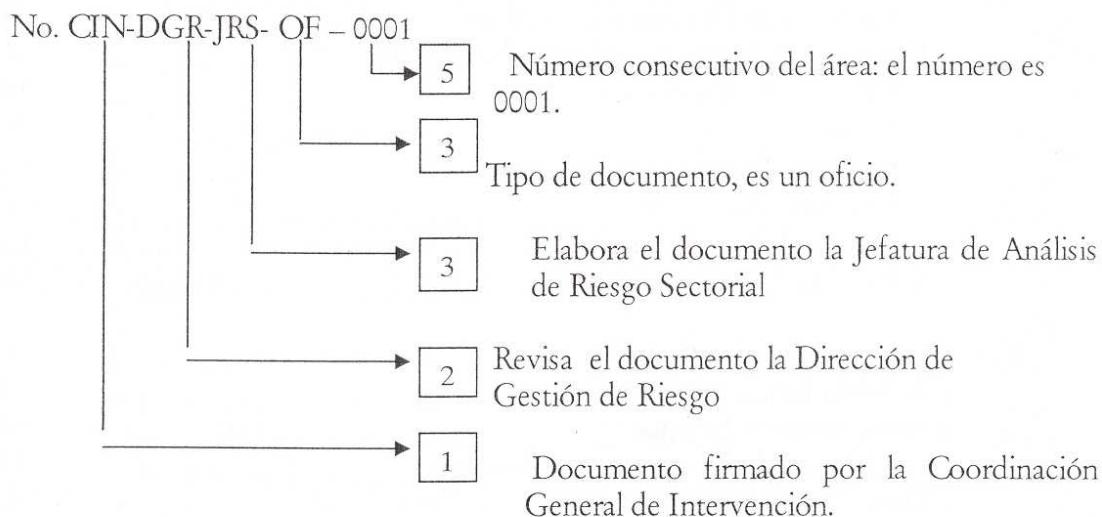 No. CIN-DGR-JRS- OF – 0001
5 Número consecutivo del área: el número es
0001.
3
Tipo de documento, es un oficio.
3 Elabora el documento la Jefatura de Análisis
de Riesgo Sectorial
2 Revisa el documento la Dirección de
Gestión de Riesgo
1 Documento firmado por la Coordinación
General de Intervención.